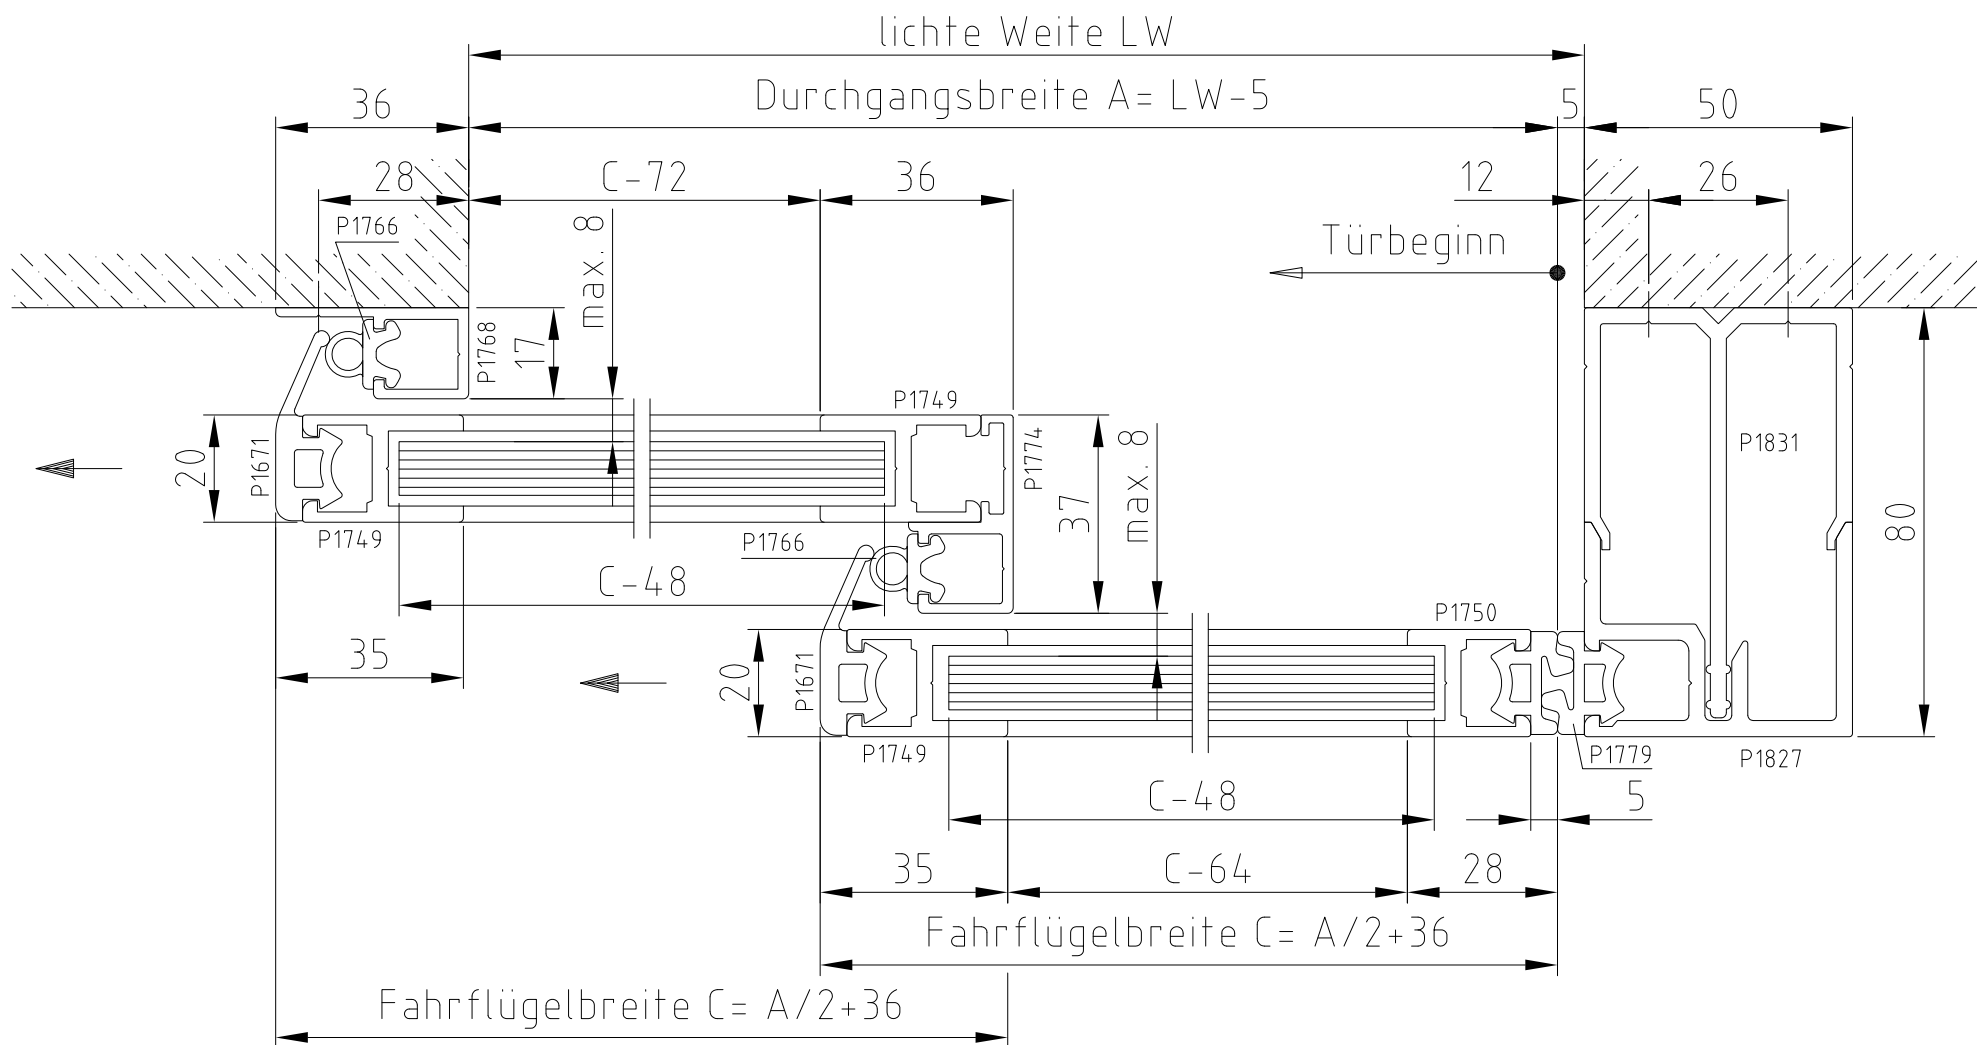 lichte Weite LW
Durchgangsbreite A= LW-5
36
5
50
28
C-72
36
12
26
P1766
max. 8
Türbeginn
P1768
17
P1749
P1774
max. 8
P1831
20
P1671
37
80
P1749
P1766
C-48
P1750
35
20
P1671
P1749
P1779
P1827
C-48
5
35
C-64
28
Fahrflügelbreite C= A/2+36
Fahrflügelbreite C= A/2+36